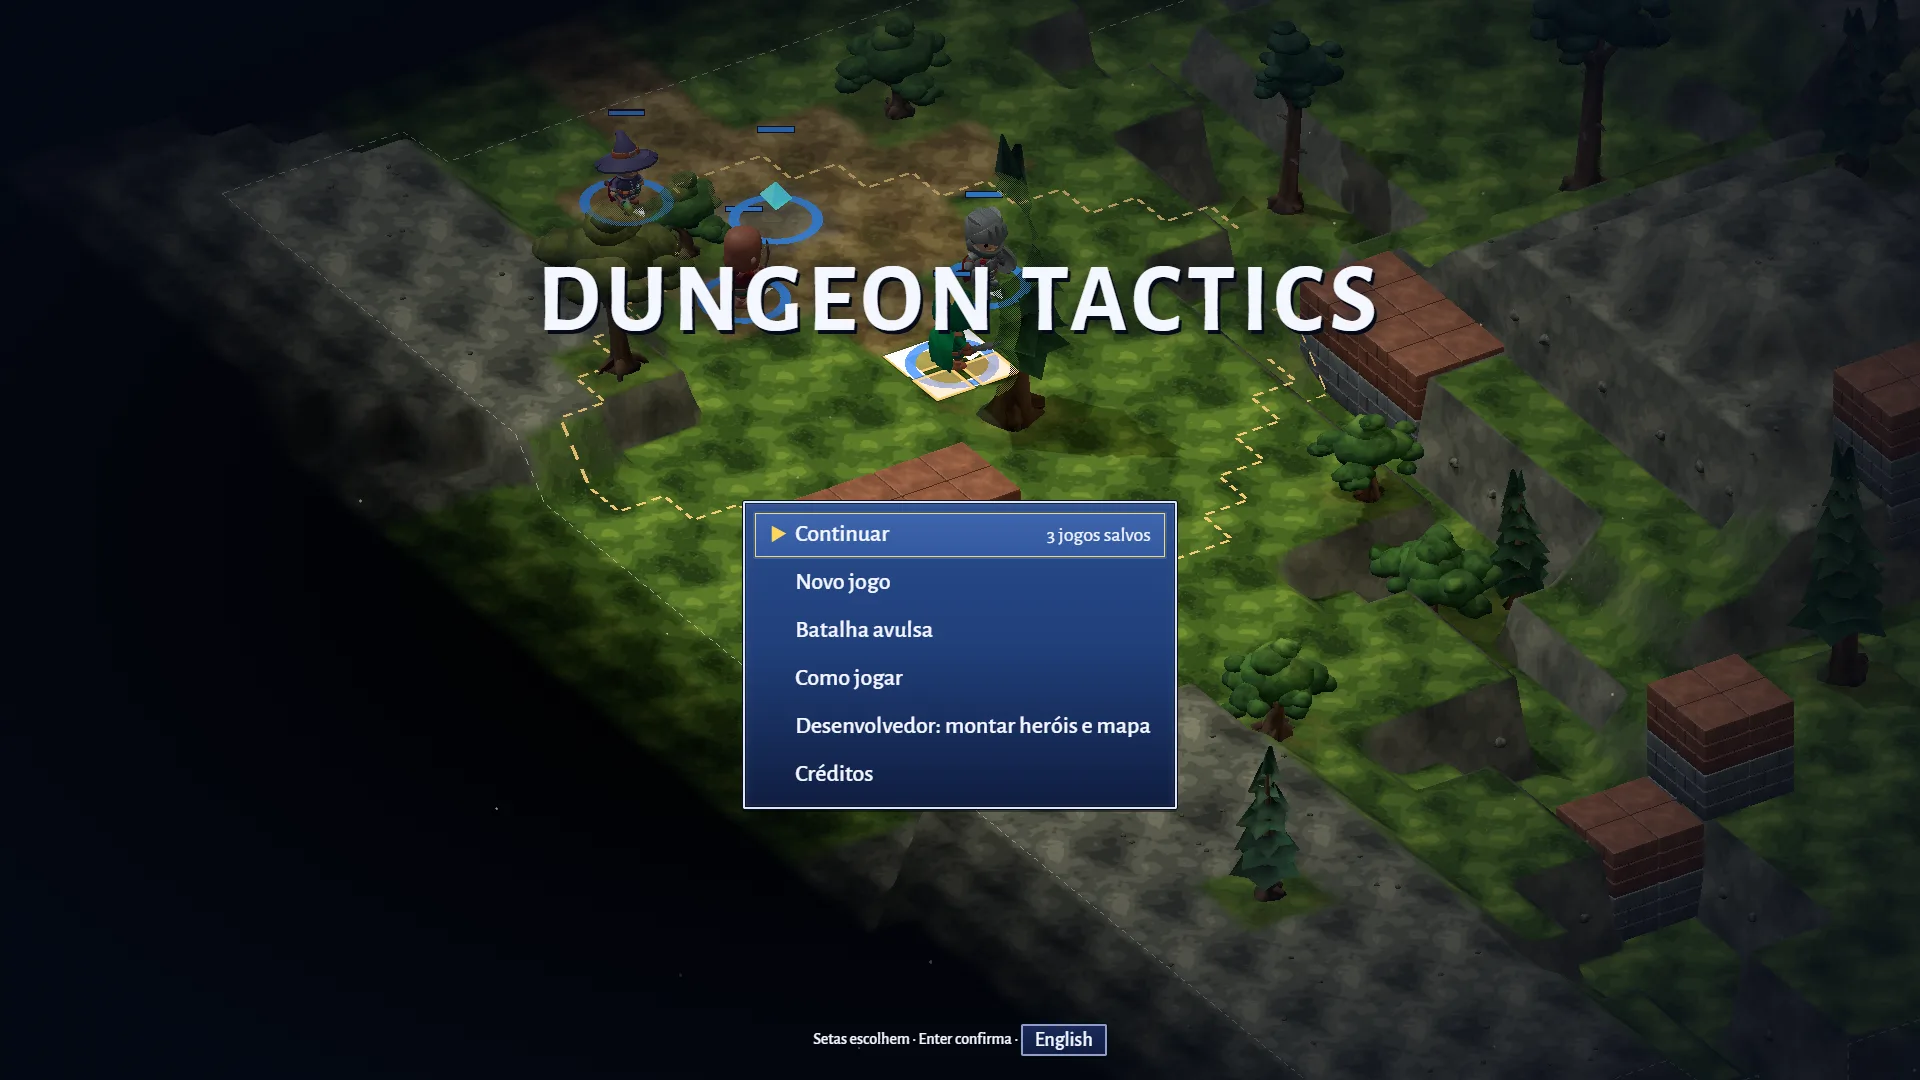 DUNGEON TACTICS
Continuar 3 jogos salvos
Novo jogo
Batalha avulsa
Como jogar
Desenvolvedor: montar heróis e mapa
Créditos
Setas escolhem · Enter confirma · English